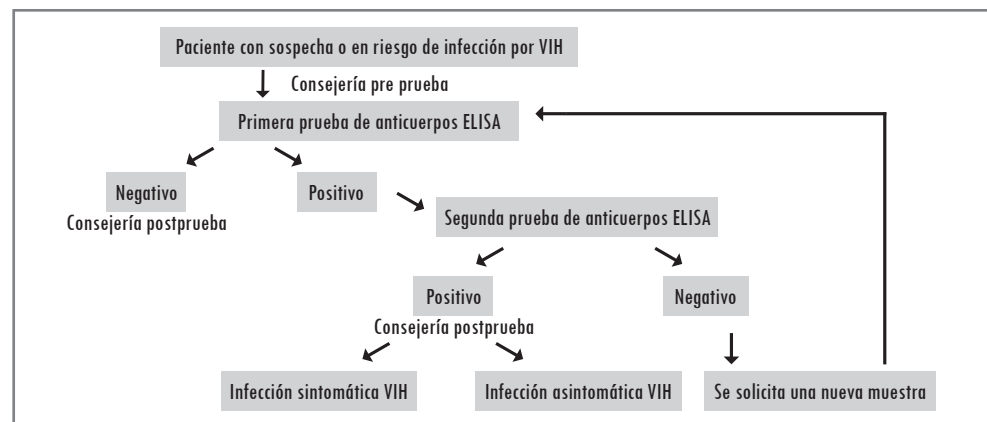 Paciente con sospecha o en riesgo de infección por VIH
Consejería pre prueba
Primera prueba de anticuerpos ELISA
Negativo
Positivo
Consejería postprueba
Segunda prueba de anticuerpos ELISA
Positivo
Negativo
Consejería postprueba
Infección sintomática VIH
Infección asintomática VIH
Se solicita una nueva muestra